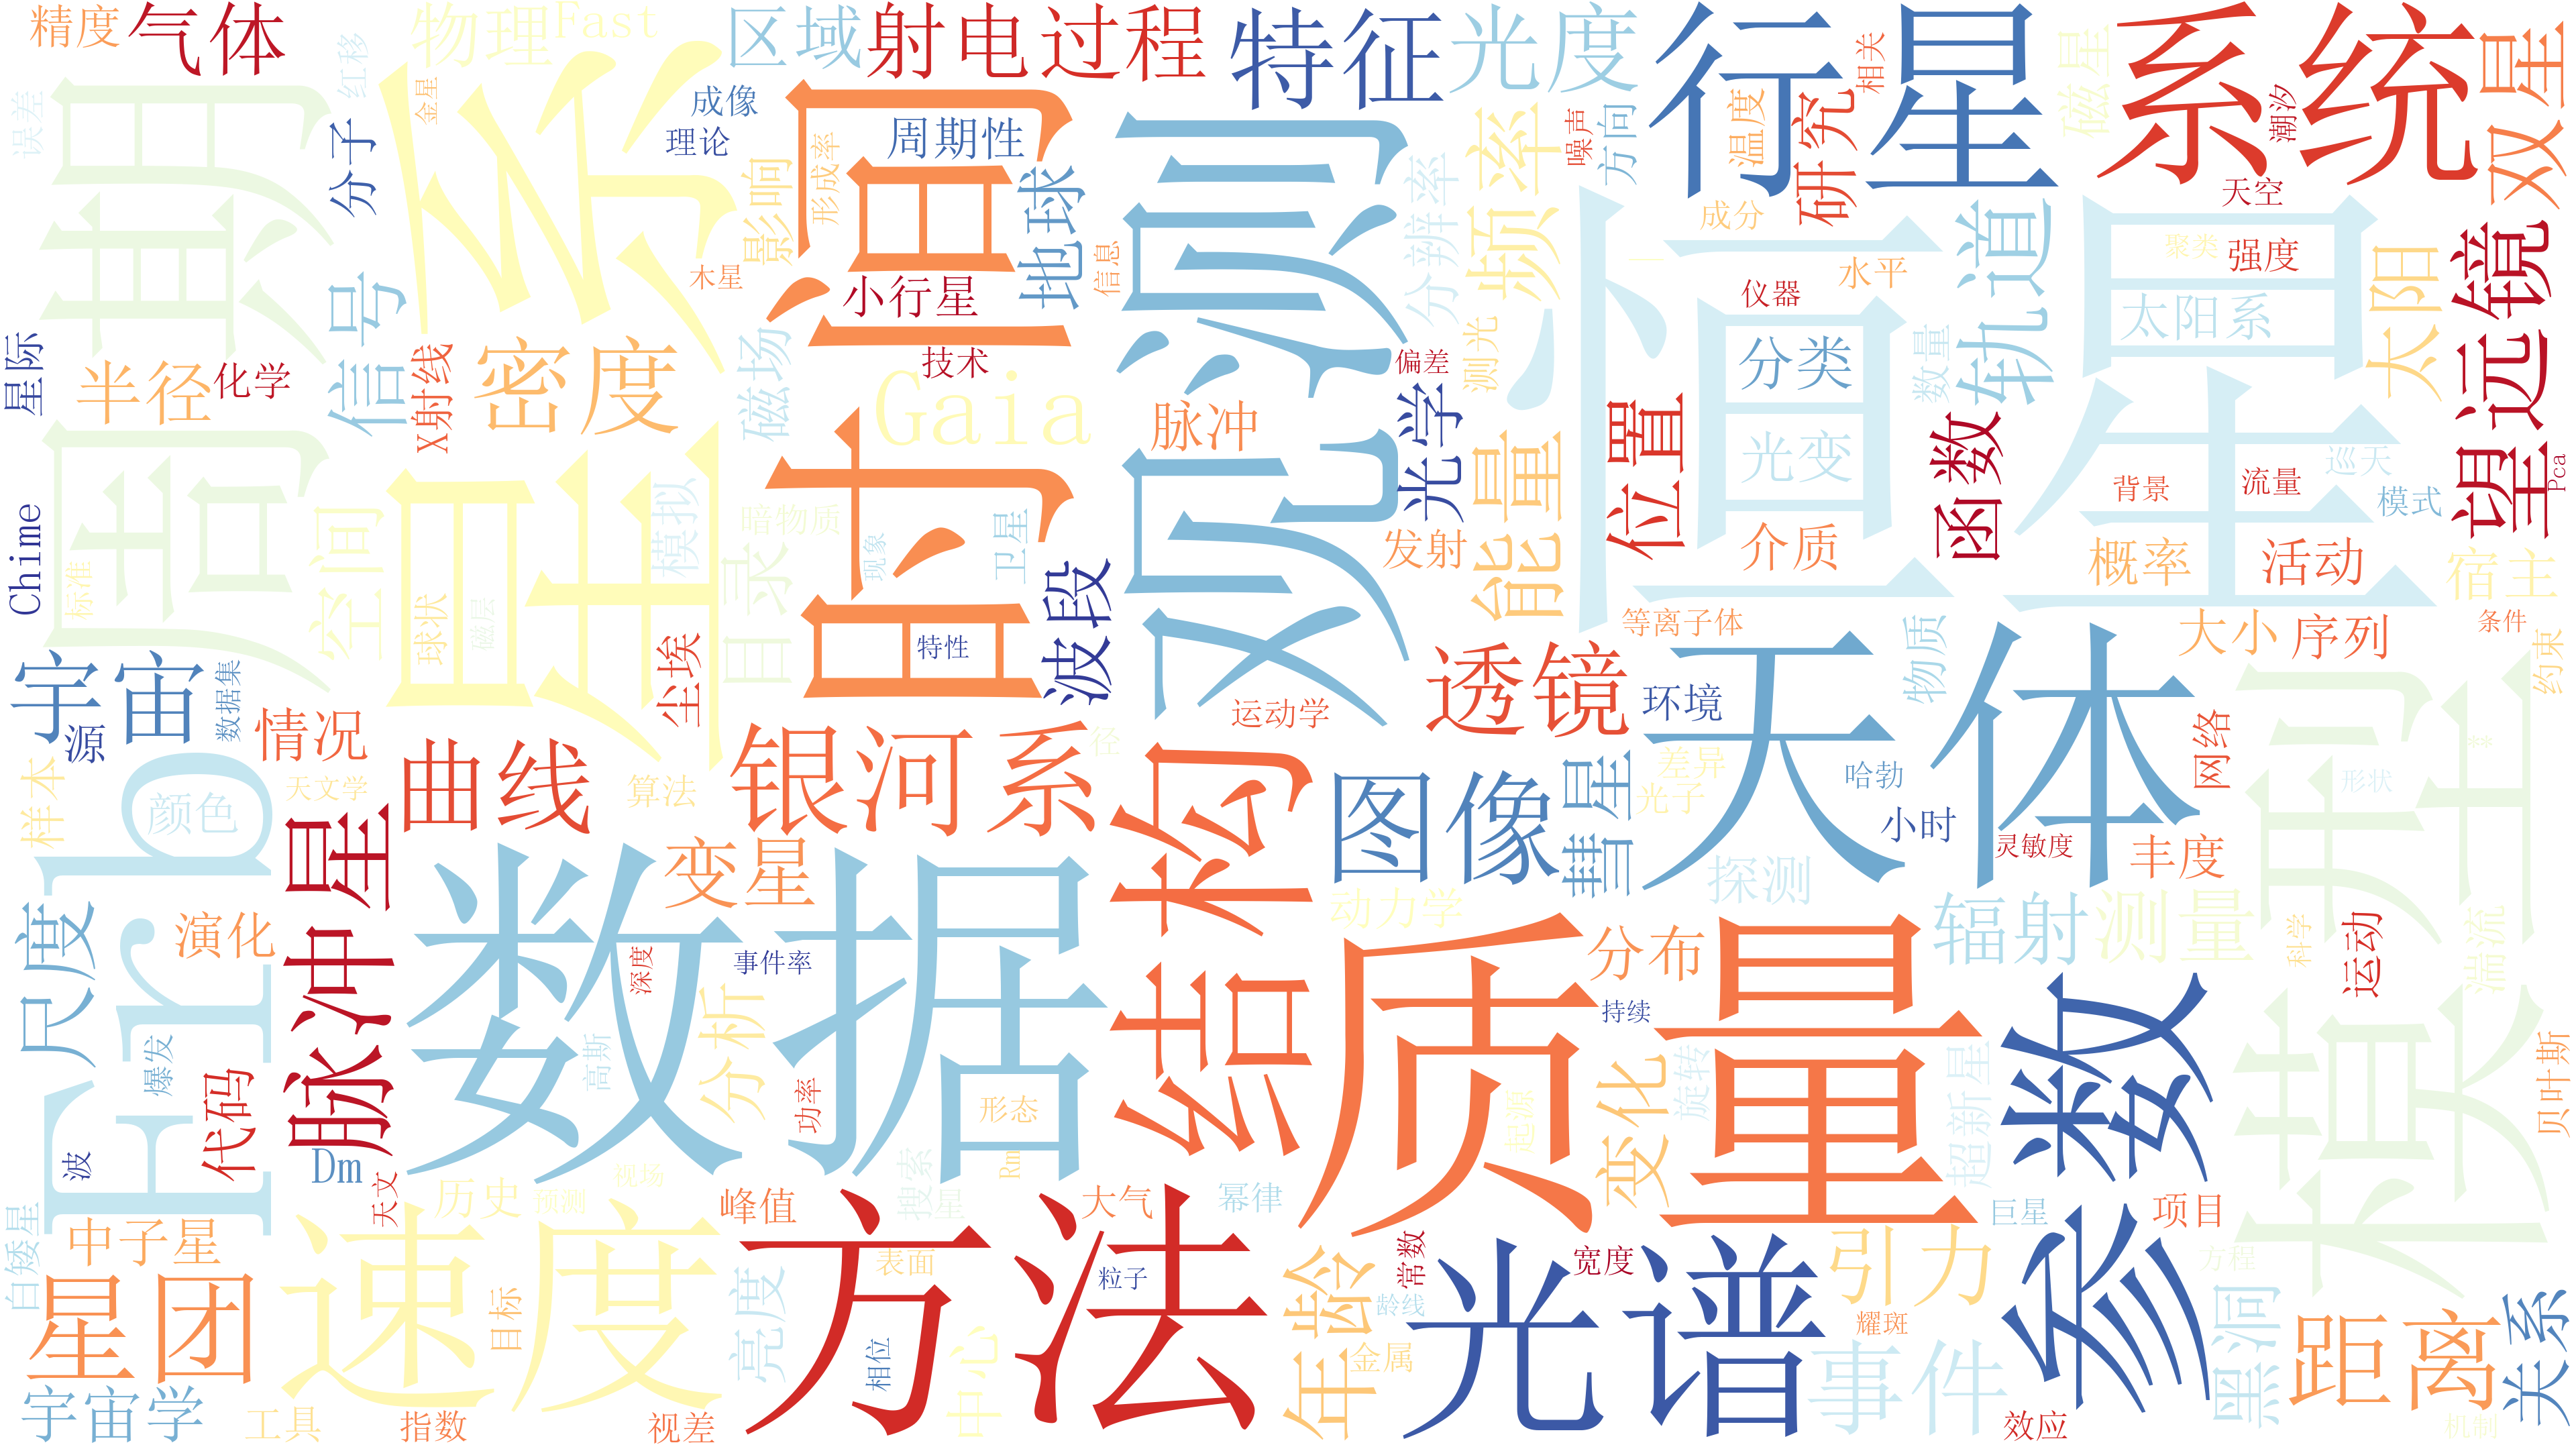 精度
气体
物理
Fast
区域
射电
过程
特征
光度
行星
系统
双星
磁星
相关
误差
红移
金星
周期
星系
分子
成像
理论
周期性
影响
形成率
时间
地球
观测
分辨率
频率
噪声
方向
温度
研究
潮汐
天空
成分
恒星
轨道
聚类
强度
太阳
太阳系
望远镜
信号
木星
小行星
信息
水平
仪器
数量
星际
半径
化学
X射线
密度
磁场
技术
Gaia
脉冲
测光
偏差
光学
分类
光变
位置
函数
背景
流量
巡天
Pca
模式
Chime
标准
空间
球状
磁层
模拟
暗物质
目录
现象
卫星
特性
波段
发射
能量
介质
概率
活动
宿主
等离子体
大小
序列
条件
约束
宇宙
源
数据集
情况
尘埃
运动学
透镜
环境
物质
天体
网络
模型
形状
**
样本
颜色
天文学
曲线
算法
银河系
径
结构
图像
彗星
差异
光子
哈勃
小时
灵敏度
丰度
Frb
尺度
演化
脉冲星
变星
数据
深度
事件率
动力学
探测
分布
辐射
测量
运动
科学
湍流
爆发
代码
高斯
分析
功率
形态
质量
持续
起源
变化
旋转
超新星
参数
贝叶斯
波
Dm
天文
历史
预测
视场
峰值
搜索
星
Rm
大气
幂律
巨星
项目
方程
白矮星
中子星
星团
速度
目标
亮度
方法
表面
粒子
相位
中心
年龄
常数
宽度
龄线
金属
光谱
引力
耀斑
事件
黑洞
距离
关系
宇宙学
工具
指数
视差
效应
机制